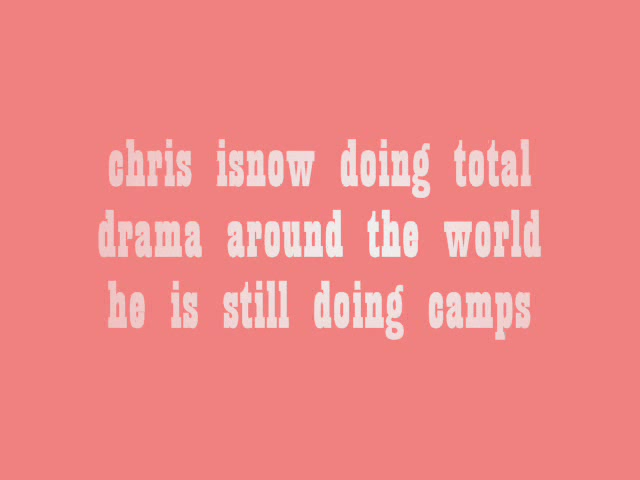 chris isnow doing total
drama around the world
he is still doing camps